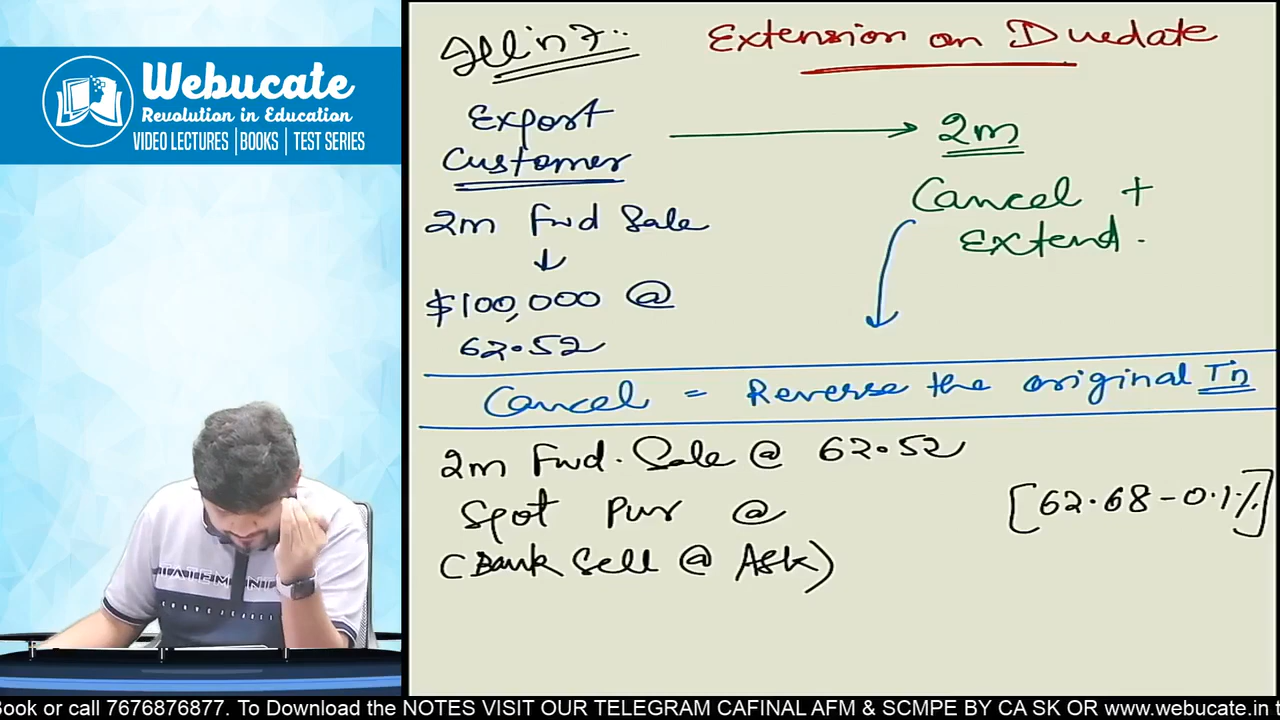 Webucate
Revolution in Education
VIDEO LECTURES | BOOKS | TEST SERIES
Ill'n 7:
Extension on Duedate
Export Customer
2m
2m Fwd Sale
$100,000 @
62.52
Cancel +
Extend.
Cancel = Reverse the original Tn
2m Fwd. Sale @ 62.52
Spot Pur @
[62.68 - 0.1%]
(Bank Sell @ Ask)
STATEMENT
Book or call 7676876877. To Download the NOTES VISIT OUR TELEGRAM CAFINAL AFM & SCMPE BY CA SK OR www.webucate.in t